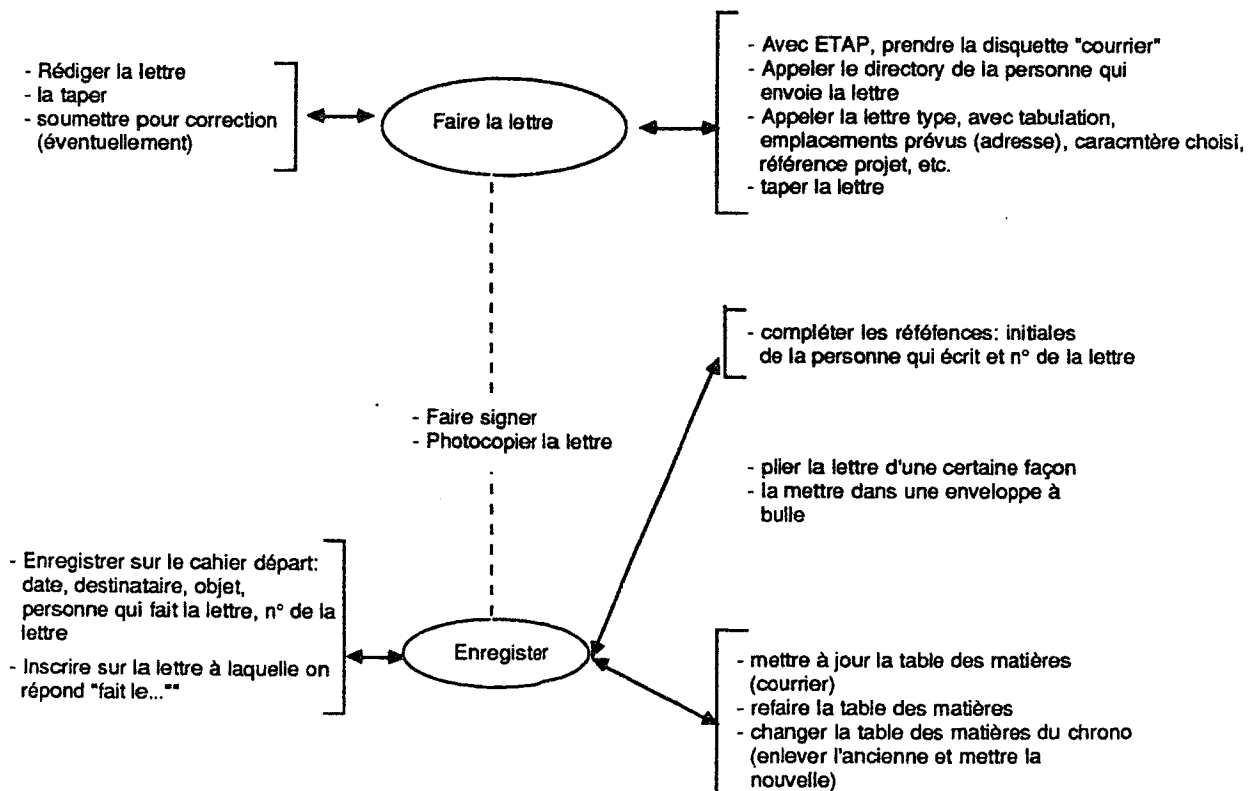 - Rédiger la lettre
- la taper
- soumettre pour correction
(éventuellement)
Faire la lettre
- Avec ETAP, prendre la disquette "courrier"
- Appeler le directory de la personne qui
envoie la lettre
- Appeler la lettre type, avec tabulation,
emplacements prévus (adresse), caracmtère choisi,
référence projet, etc.
- taper la lettre
- compléter les réféfences: initiales
de la personne qui écrit et n° de la lettre
- Faire signer
- Photocopier la lettre
- plier la lettre d'une certaine façon
- la mettre dans une enveloppe à
bulle
- Enregistrer sur le cahier départ:
date, destinataire, objet,
personne qui fait la lettre, n° de la
lettre
- Inscrire sur la lettre à laquelle on
répond "fait le...""
Enregister
- mettre à jour la table des matières
(courrier)
- refaire la table des matières
- changer la table des matières du chrono
(enlever l'ancienne et mettre la
nouvelle)